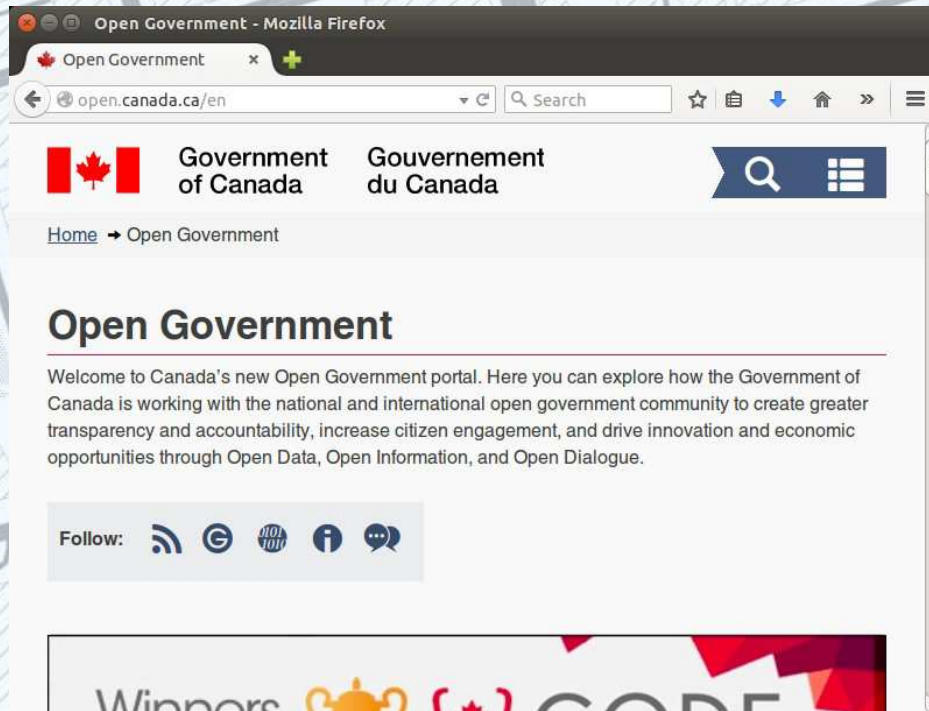 Open Government - Mozilla Firefox
Open Government
open.canada.ca/en
Search
Government of Canada
Gouvernement du Canada
Home → Open Government
Open Government
Welcome to Canada's new Open Government portal. Here you can explore how the Government of
Canada is working with the national and international open government community to create greater
transparency and accountability, increase citizen engagement, and drive innovation and economic
opportunities through Open Data, Open Information, and Open Dialogue.
Follow:
Winners CODE